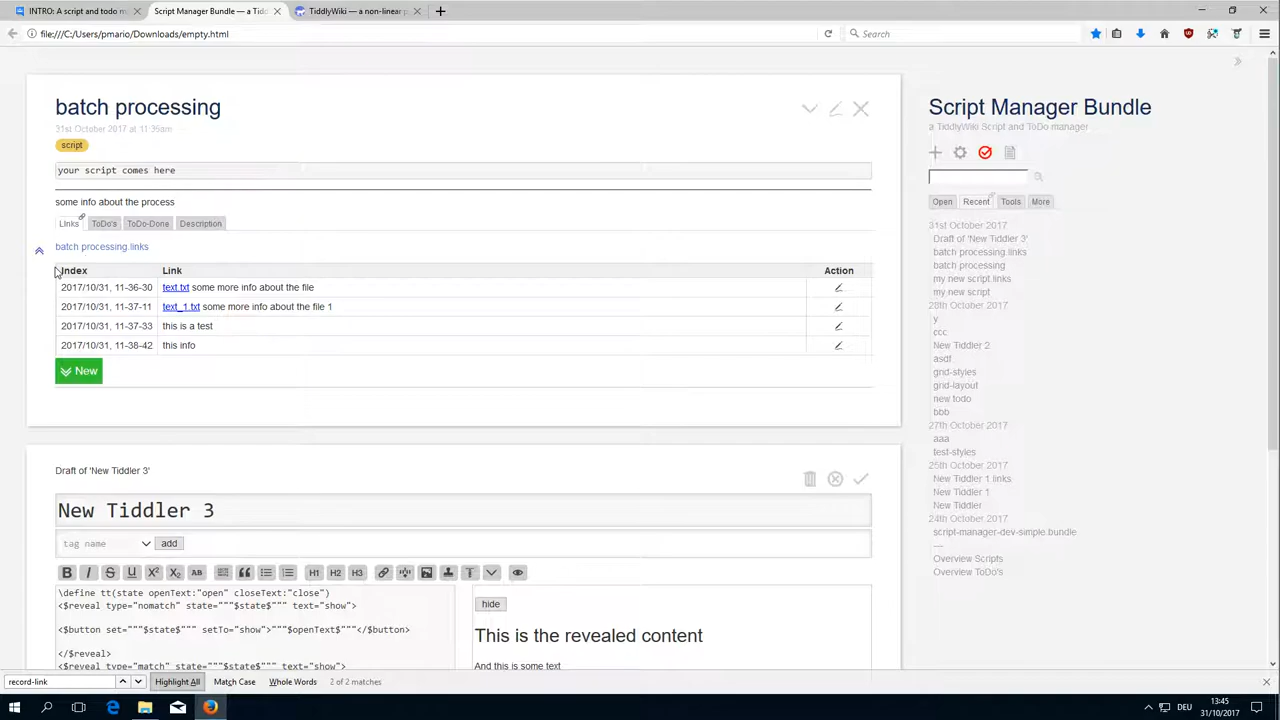 INTRO: A script and todo m
Script Manager Bundle — a Tid
TiddlyWiki — a non-linear p
file:///C:/Users/pmario/Downloads/empty.html
Search
batch processing
31st October 2017 at 11:35am
script
your script comes here
some info about the process
Links ToDo's ToDo-Done Description
batch processing.links
Index Link Action
2017/10/31, 11-36-30 text.txt some more info about the file
2017/10/31, 11-37-11 text_1.txt some more info about the file 1
2017/10/31, 11-37-33 this is a test
2017/10/31, 11-38-42 this info
New
Draft of 'New Tiddler 3'
New Tiddler 3
tag name add
B I S U X² X₂ AB H1 H2 H3
\define tt(state openText:"open" closeText:"close")
<$reveal type="nomatch" state="""$state$""" text="show">
<$button set="""$state$""" setTo="show">"""$openText$"""</$button>
</$reveal>
<$reveal type="match" state="""$state$""" text="show">
hide
This is the revealed content
And this is some text
Script Manager Bundle
a TiddlyWiki Script and ToDo manager
Open Recent Tools More
31st October 2017
Draft of 'New Tiddler 3'
batch processing.links
batch processing
my new script.links
my new script
28th October 2017
y
ccc
New Tiddler 2
asdf
grid-styles
grid-layout
new todo
bbb
27th October 2017
aaa
test-styles
25th October 2017
New Tiddler 1 links
New Tiddler 1
New Tiddler
24th October 2017
script-manager-dev-simple.bundle
---
Overview Scripts
Overview ToDo's
record-link Highlight All Match Case Whole Words 2 of 2 matches
DEU
13:45
31/10/2017